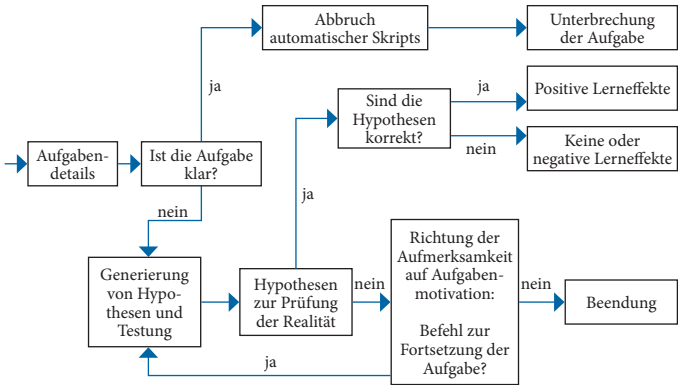 Abbruch
automatischer Skripts
Unterbrechung
der Aufgabe
ja
Sind die
Hypothesen
korrekt?
ja
Positive Lerneffekte
nein
Keine oder
negative Lerneffekte
Aufgaben-
details
Ist die Aufgabe
klar?
nein
ja
Generierung
von Hypo-
thesen und
Testung
Hypothesen
zur Prüfung
der Realität
nein
Richtung der
Aufmerksamkeit
auf Aufgaben-
motivation:
Befehl zur
Fortsetzung der
Aufgabe?
nein
Beendung
ja